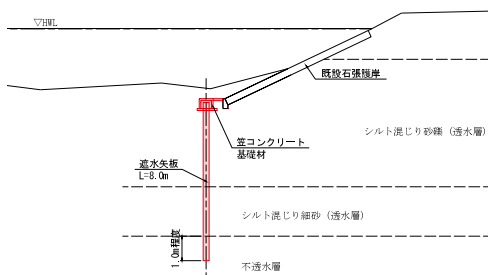 ▽HWL
既設石張護岸
シルト混じり砂礫（透水層）
笠コンクリート
基礎材
遮水矢板
L=8.0m
シルト混じり細砂（透水層）
1.0m程度
不透水層